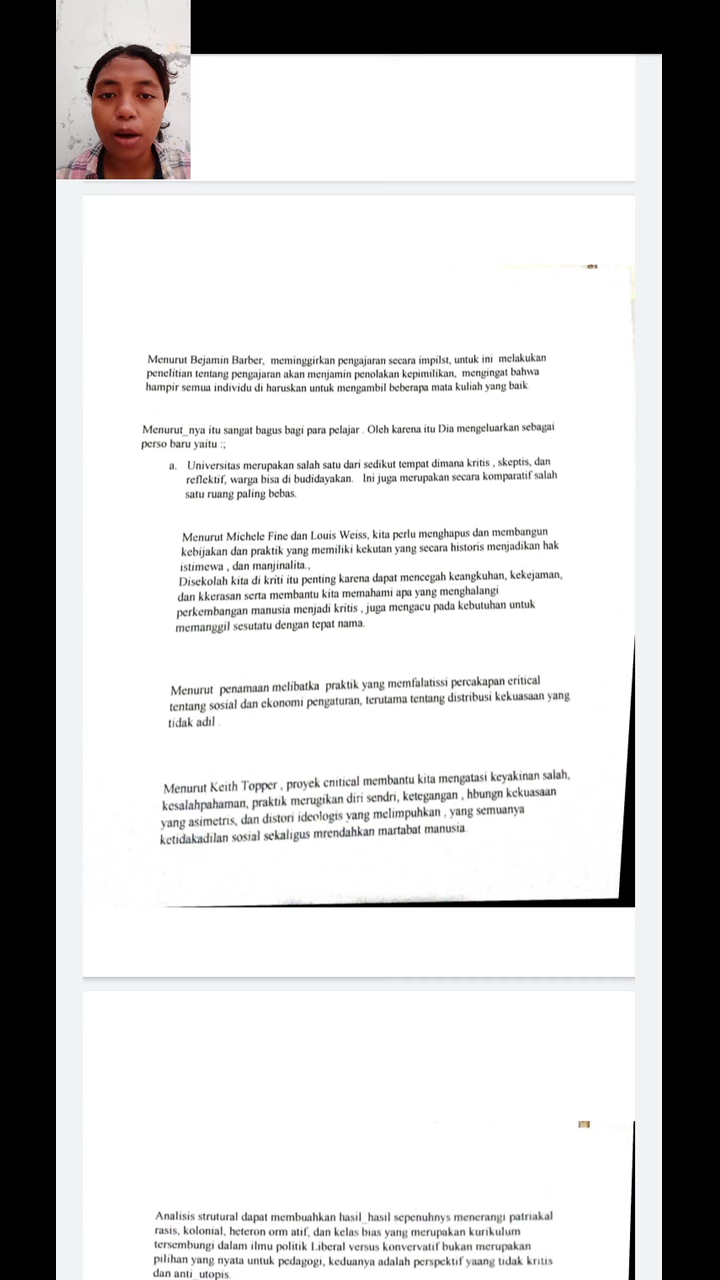 Menurut Bejamin Barber, meminggirkan pengajaran secara impilst, untuk ini melakukan
penelitian tentang pengajaran akan menjamin penolakan kepimilikan, mengingat bahwa
hampir semua individu di haruskan untuk mengambil beberapa mata kuliah yang baik.
Menurut_nya itu sangat bagus bagi para pelajar . Oleh karena itu Dia mengeluarkan sebagai
perso baru yaitu :;
a. Universitas merupakan salah satu dari sedikut tempat dimana kritis , skeptis, dan
reflektif, warga bisa di budidayakan. Ini juga merupakan secara komparatif salah
satu ruang paling bebas.
Menurut Michele Fine dan Louis Weiss, kita perlu menghapus dan membangun
kebijakan dan praktik yang memiliki kekutan yang secara historis menjadikan hak
istimewa , dan manjinalita.,
Disekolah kita di kriti itu penting karena dapat mencegah keangkuhan, kekejaman,
dan kkerasan serta membantu kita memahami apa yang menghalangi
perkembangan manusia menjadi kritis , juga mengacu pada kebutuhan untuk
memanggil sesutatu dengan tepat nama.
Menurut penamaan melibatka praktik yang memfalatissi percakapan eritical
tentang sosial dan ekonomi pengaturan, terutama tentang distribusi kekuasaan yang
tidak adil .
Menurut Keith Topper , proyek cnitical membantu kita mengatasi keyakinan salah,
kesalahpahaman, praktik merugikan diri sendri, ketegangan , hbungn kekuasaan
yang asimetris, dan distori ideologis yang melimpuhkan , yang semuanya
ketidakadilan sosial sekaligus mrendahkan martabat manusia.
Analisis strutural dapat membuahkan hasil_hasil sepenuhnys menerangi patriakal
rasis, kolonial, heteron orm atif, dan kelas bias yang merupakan kurikulum
tersembungi dalam ilmu politik Liberal versus konvervatif bukan merupakan
pilihan yang nyata untuk pedagogi, keduanya adalah perspektif yaang tidak kritis
dan anti_utopis.